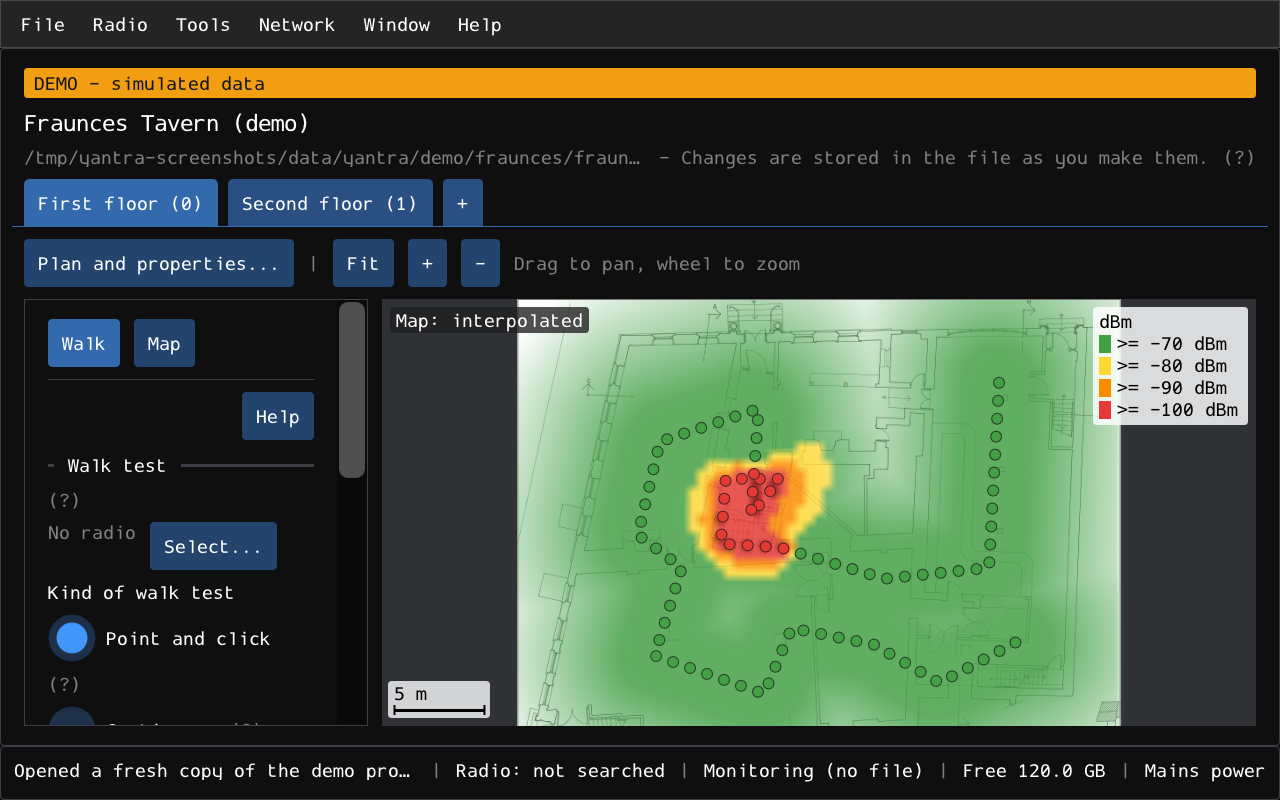 File Radio Tools Network Window Help
DEMO - simulated data
Fraunces Tavern (demo)
/tmp/yantra-screenshots/data/yantra/demo/fraunces/fraun… - Changes are stored in the file as you make them. (?)
First floor (0) Second floor (1) +
Plan and properties... | Fit + - Drag to pan, wheel to zoom
Walk Map
Help
Walk test
(?)
No radio Select...
Kind of walk test
Point and click
(?)
Map: interpolated
dBm
>= -70 dBm
>= -80 dBm
>= -90 dBm
>= -100 dBm
5 m
Opened a fresh copy of the demo pro… | Radio: not searched | Monitoring (no file) | Free 120.0 GB | Mains power